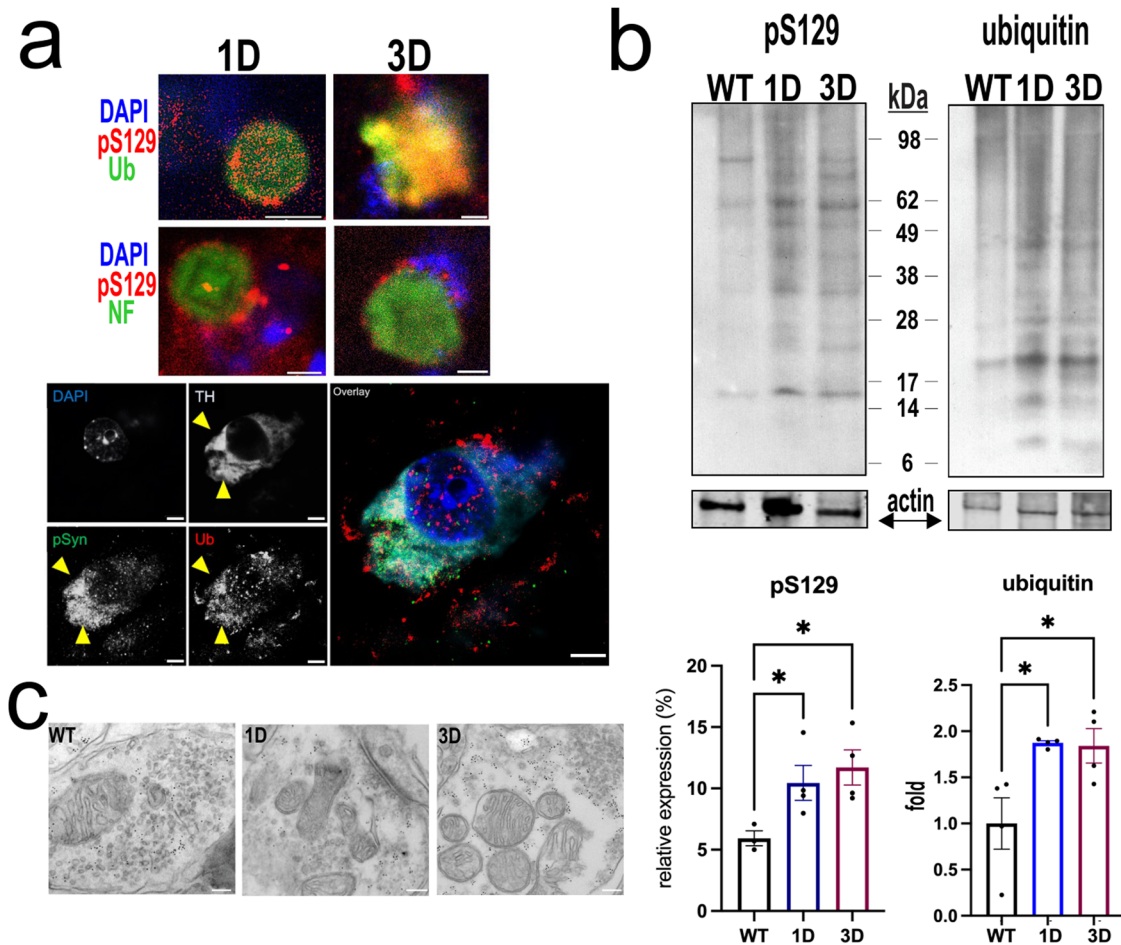 a
1D 3D
DAPI
pS129
Ub
DAPI
pS129
NF
DAPI TH Overlay
pSyn Ub
b
pS129 ubiquitin
WT 1D 3D kDa WT 1D 3D
98
62
49
38
28
17
14
6
actin
pS129
relative expression (%)
20
15
10
5
0
* *
WT 1D 3D
ubiquitin
fold
2.5
2.0
1.5
1.0
0.5
0.0
* *
WT 1D 3D
c
WT 1D 3D